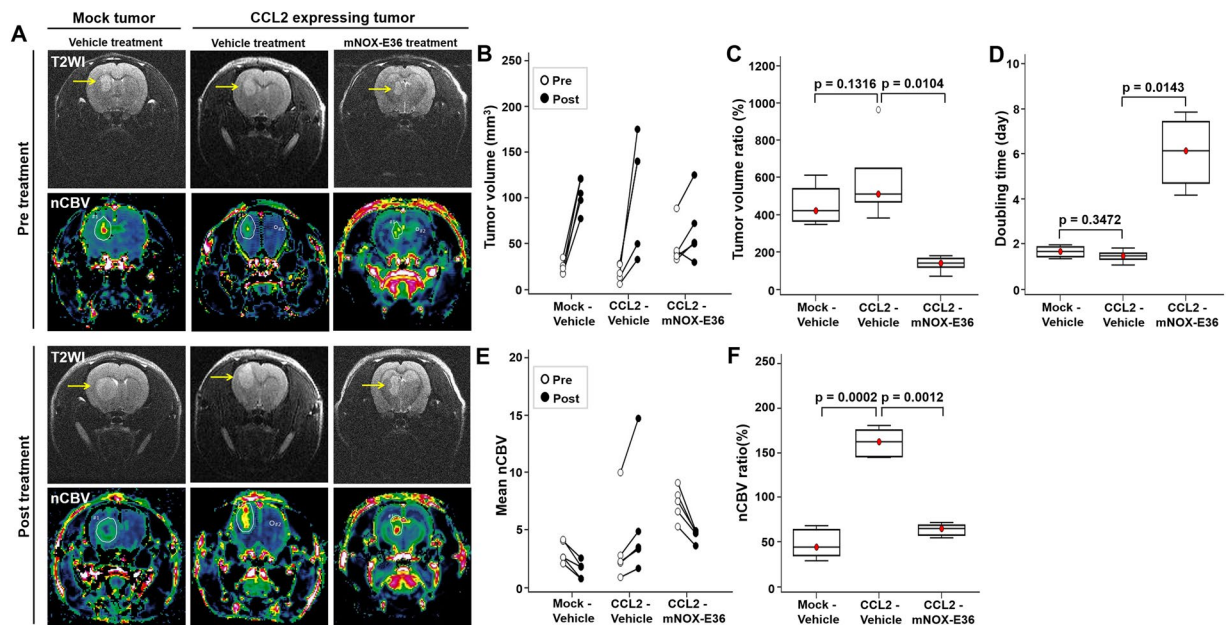 Mock tumor
CCL2 expressing tumor
A
Vehicle treatment
Vehicle treatment
mNOX-E36 treatment
Pre treatment
T2WI
nCBV
Post treatment
T2WI
nCBV
B
250
200
150
100
50
0
Tumor volume (mm³)
Pre
Post
Mock -
Vehicle
CCL2 -
Vehicle
CCL2 -
mNOX-E36
C
1200
1000
800
600
400
200
0
Tumor volume ratio (%)
p = 0.1316
p = 0.0104
Mock -
Vehicle
CCL2 -
Vehicle
CCL2 -
mNOX-E36
D
10
8
6
4
2
0
Doubling time (day)
p = 0.0143
p = 0.3472
Mock -
Vehicle
CCL2 -
Vehicle
CCL2 -
mNOX-E36
E
20
15
10
5
0
Mean nCBV
Pre
Post
Mock -
Vehicle
CCL2 -
Vehicle
CCL2 -
mNOX-E36
F
250
200
150
100
50
0
nCBV ratio(%)
p = 0.0002
p = 0.0012
Mock -
Vehicle
CCL2 -
Vehicle
CCL2 -
mNOX-E36